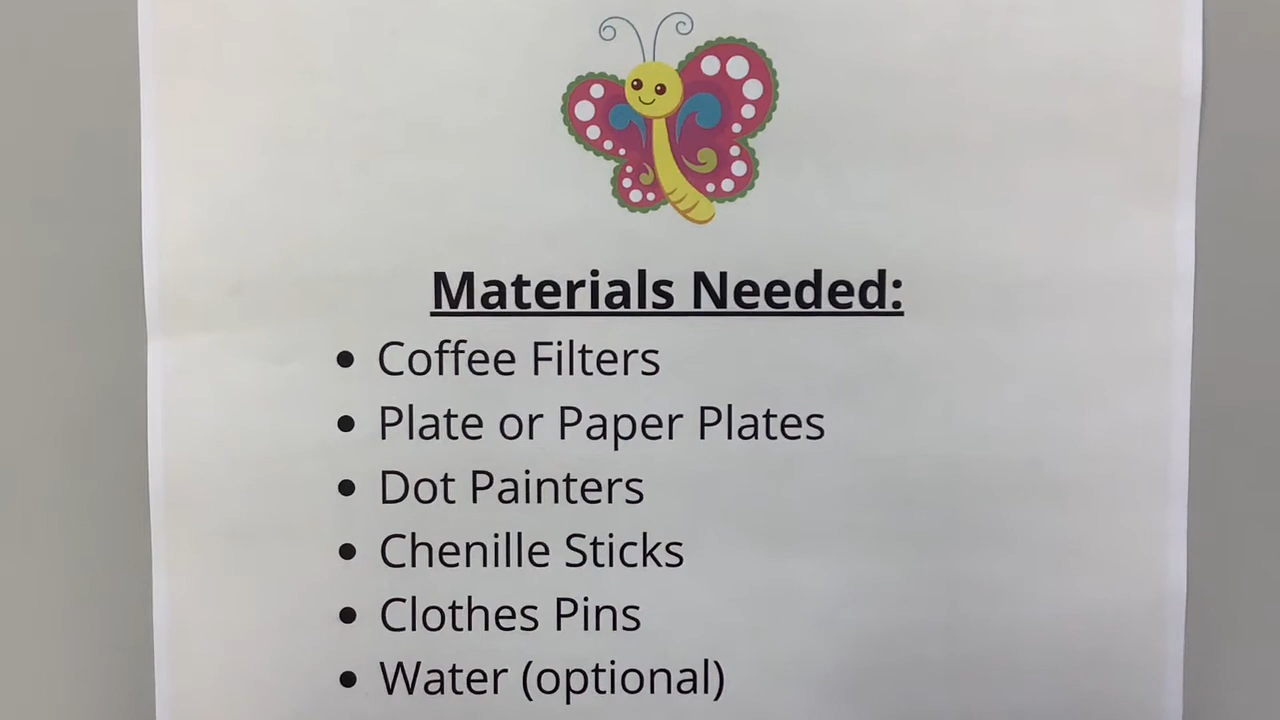 Materials Needed:
• Coffee Filters
• Plate or Paper Plates
• Dot Painters
• Chenille Sticks
• Clothes Pins
• Water (optional)